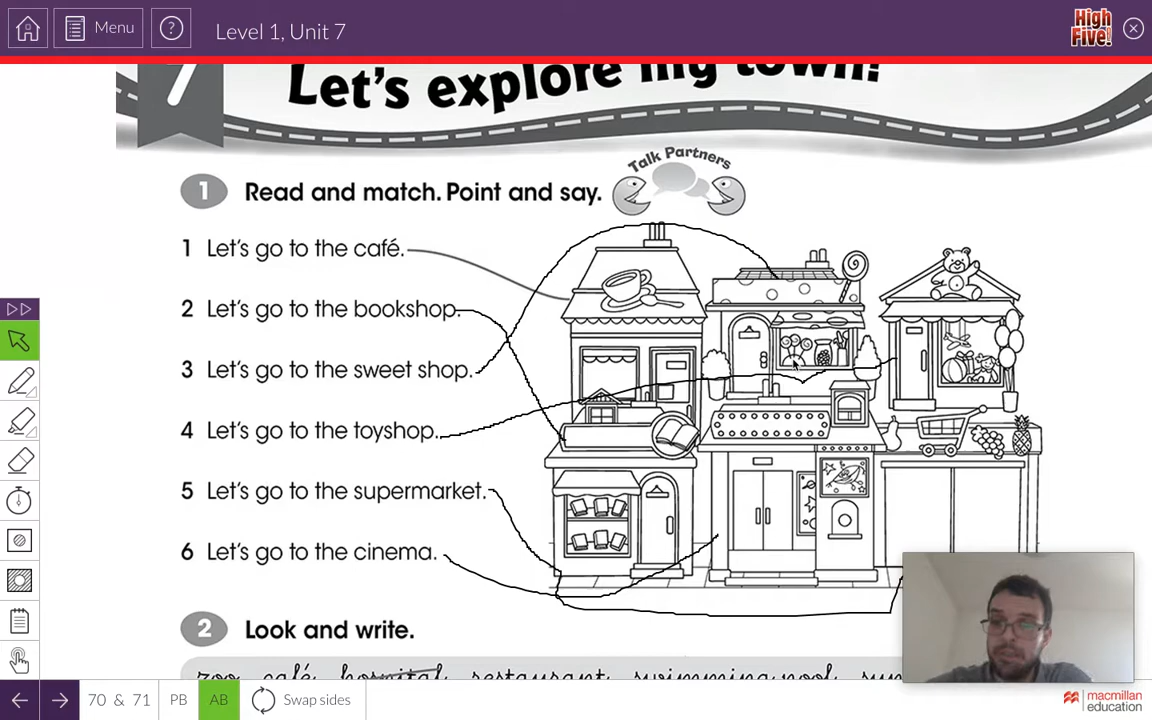 Menu
?
Level 1, Unit 7
High Five!
7
Let's explore my town!
Talk Partners
1 Read and match. Point and say.
1 Let's go to the café.
2 Let's go to the bookshop.
3 Let's go to the sweet shop.
4 Let's go to the toyshop.
5 Let's go to the supermarket.
6 Let's go to the cinema.
2 Look and write.
zoo café hospital restaurant swimming pool
70 & 71
PB
AB
Swap sides
macmillan education